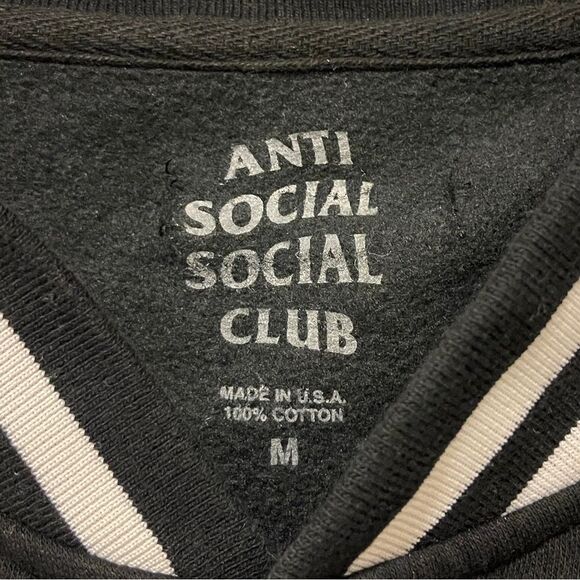 ANTI
SOCIAL
SOCIAL
CLUB
MADE IN U.S.A.
100% COTTON
M